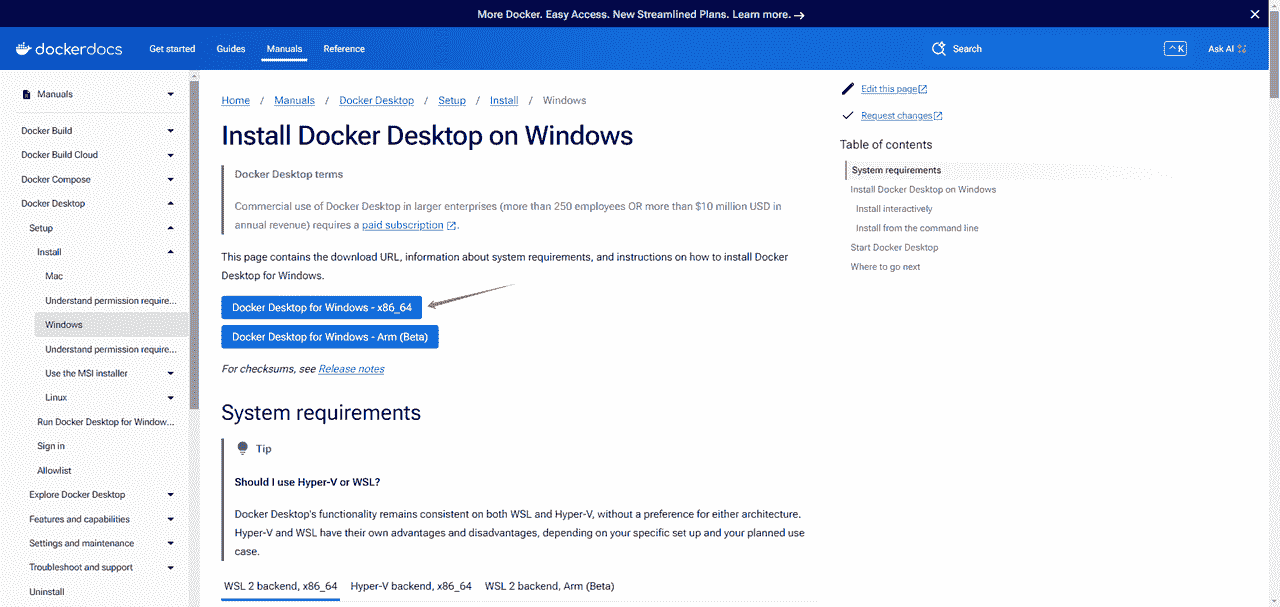 More Docker. Easy Access. New Streamlined Plans. Learn more. →
dockerdocs
Get started
Guides
Manuals
Reference
Search
^ K
Ask AI
Manuals
Docker Build
Docker Build Cloud
Docker Compose
Docker Desktop
Setup
Install
Mac
Understand permission require...
Windows
Understand permission require...
Use the MSI installer
Linux
Run Docker Desktop for Window...
Sign in
Allowlist
Explore Docker Desktop
Features and capabilities
Settings and maintenance
Troubleshoot and support
Uninstall
Home / Manuals / Docker Desktop / Setup / Install / Windows
Install Docker Desktop on Windows
Docker Desktop terms
Commercial use of Docker Desktop in larger enterprises (more than 250 employees OR more than $10 million USD in
annual revenue) requires a paid subscription.
This page contains the download URL, information about system requirements, and instructions on how to install Docker
Desktop for Windows.
Docker Desktop for Windows - x86_64
Docker Desktop for Windows - Arm (Beta)
For checksums, see Release notes
System requirements
Tip
Should I use Hyper-V or WSL?
Docker Desktop's functionality remains consistent on both WSL and Hyper-V, without a preference for either architecture.
Hyper-V and WSL have their own advantages and disadvantages, depending on your specific set up and your planned use
case.
WSL 2 backend, x86_64
Hyper-V backend, x86_64
WSL 2 backend, Arm (Beta)
Edit this page
Request changes
Table of contents
System requirements
Install Docker Desktop on Windows
Install interactively
Install from the command line
Start Docker Desktop
Where to go next